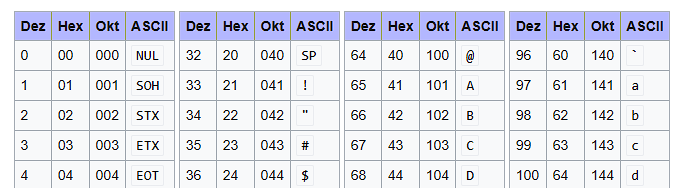 Dez Hex Okt ASCII Dez Hex Okt ASCII Dez Hex Okt ASCII Dez Hex Okt ASCII
0 00 000 NUL 32 20 040 SP 64 40 100 @ 96 60 140 `
1 01 001 SOH 33 21 041 ! 65 41 101 A 97 61 141 a
2 02 002 STX 34 22 042 " 66 42 102 B 98 62 142 b
3 03 003 ETX 35 23 043 # 67 43 103 C 99 63 143 c
4 04 004 EOT 36 24 044 $ 68 44 104 D 100 64 144 d